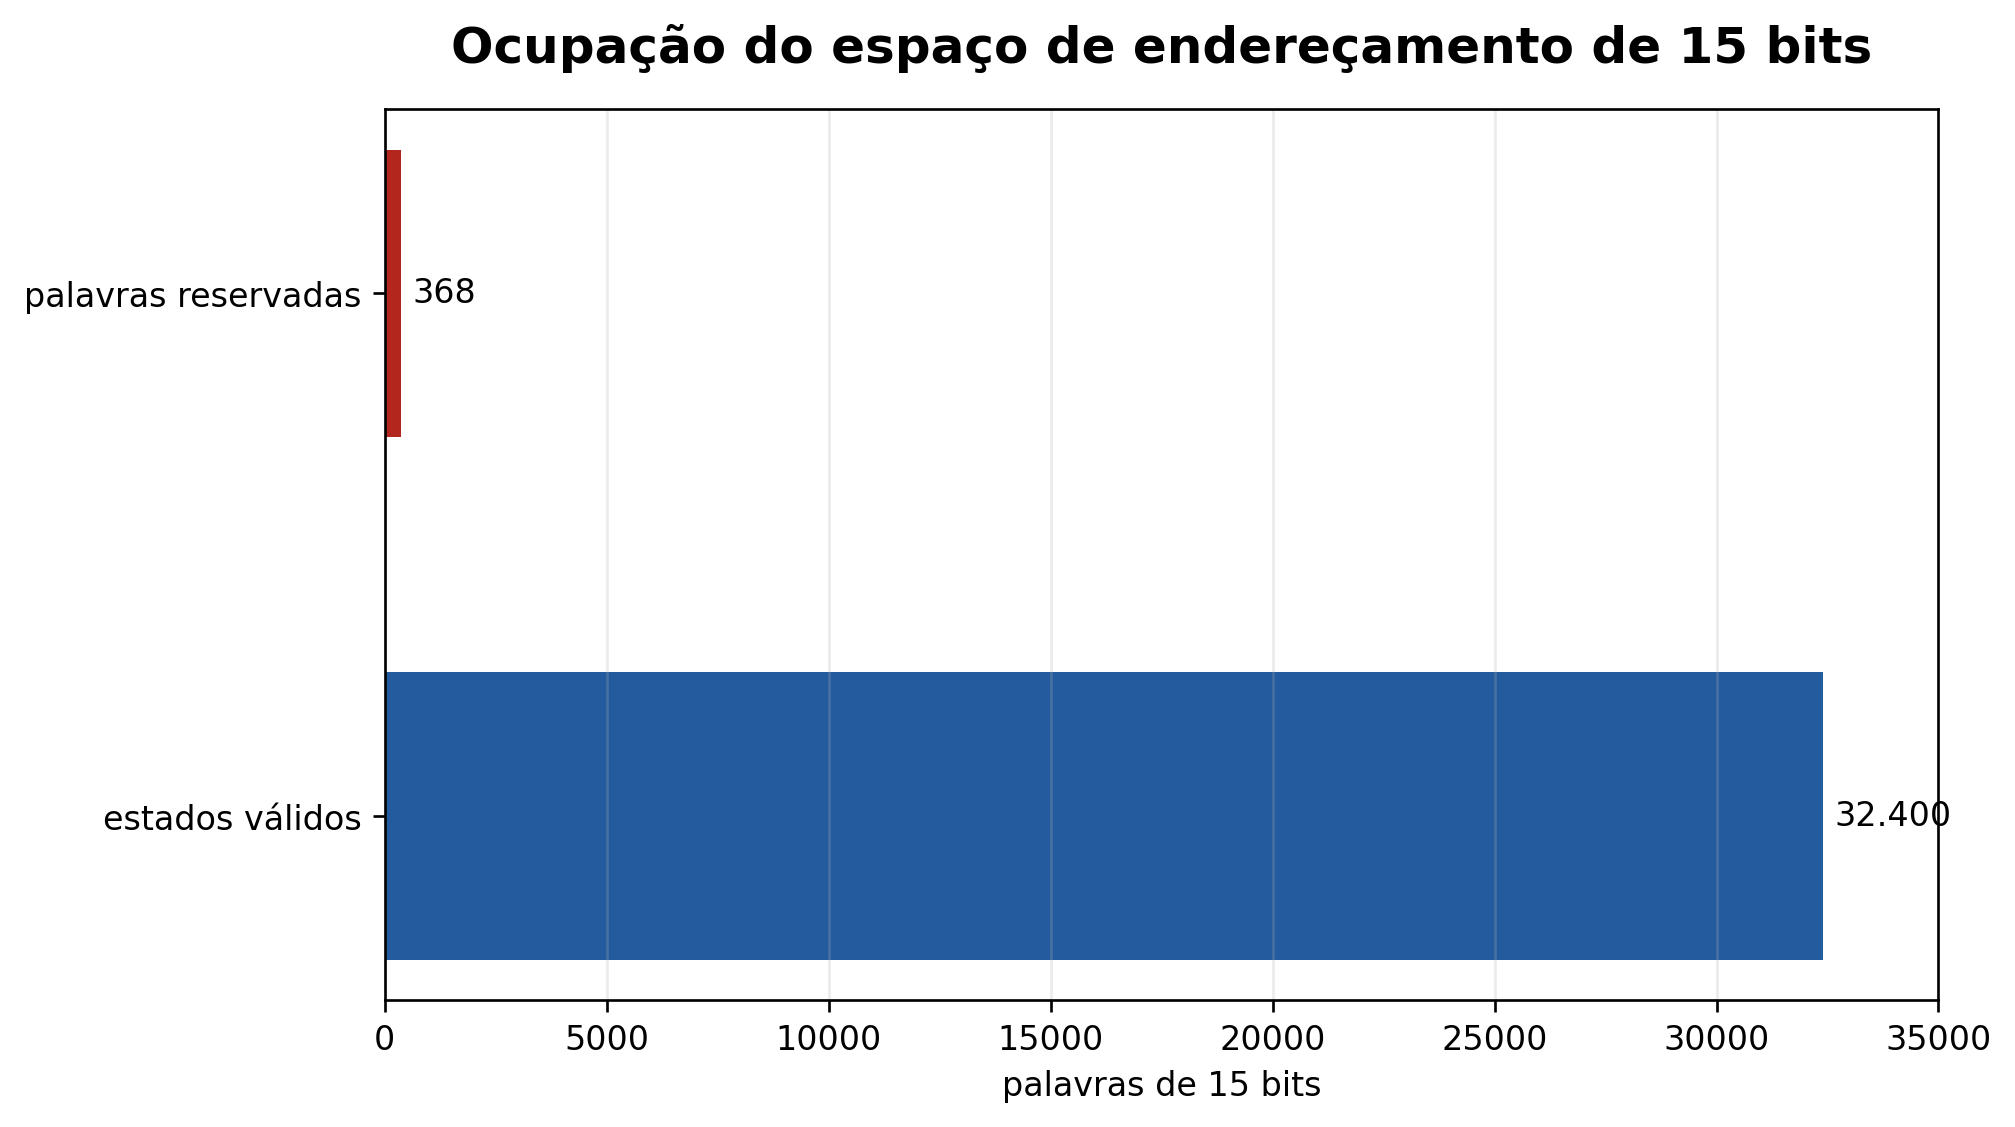 Ocupação do espaço de endereçamento de 15 bits
palavras reservadas
368
estados válidos
32.400
0 5000 10000 15000 20000 25000 30000 35000
palavras de 15 bits